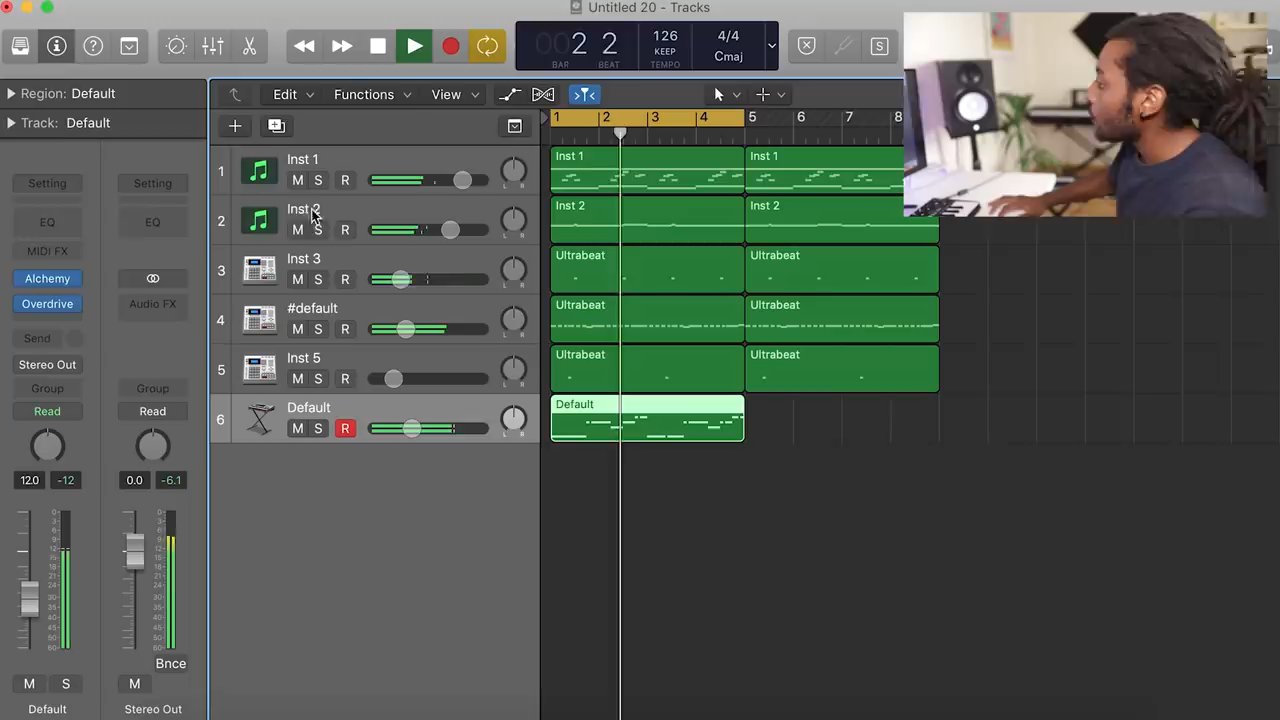 Untitled 20 - Tracks
002 2
BAR BEAT
126
KEEP
TEMPO
4/4
Cmaj
S
Region: Default
Track: Default
Edit Functions View
1 2 3 4 5 6 7 8
Setting Setting
EQ EQ
MIDI FX
Alchemy
Overdrive Audio FX
Send
Stereo Out
Group Group
Read Read
12.0 -12 0.0 -6.1
Bnce
M S M
Default Stereo Out
1 Inst 1
M S R L R
2 Inst 2
M S R L R
3 Inst 3
M S R L R
4 #default
M S R L R
5 Inst 5
M S R L R
6 Default
M S R L R
Inst 1 Inst 1
Inst 2 Inst 2
Ultrabeat Ultrabeat
Ultrabeat Ultrabeat
Ultrabeat Ultrabeat
Default